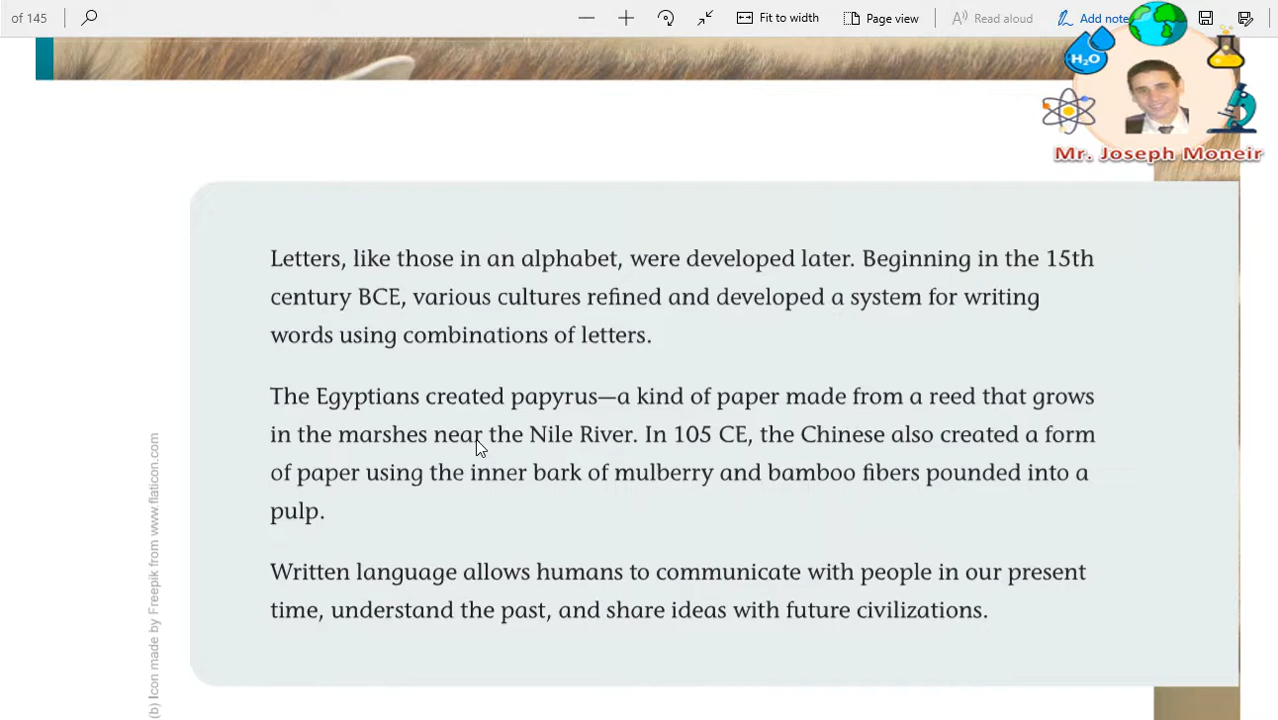 of 145 Fit to width Page view Read aloud Add note
H₂O
Mr. Joseph Moneir
Letters, like those in an alphabet, were developed later. Beginning in the 15th
century BCE, various cultures refined and developed a system for writing
words using combinations of letters.
The Egyptians created papyrus—a kind of paper made from a reed that grows
in the marshes near the Nile River. In 105 CE, the Chinese also created a form
of paper using the inner bark of mulberry and bamboo fibers pounded into a
pulp.
Written language allows humans to communicate with people in our present
time, understand the past, and share ideas with future civilizations.
(b) Icon made by Freepik from www.flaticon.com